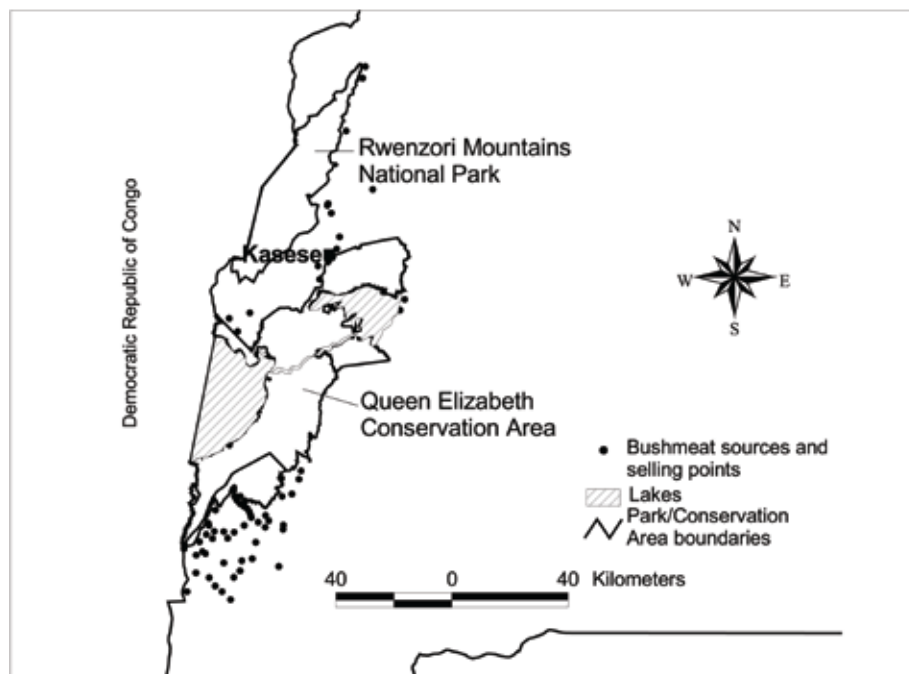 Rwenzori Mountains
National Park
Democratic Republic of Congo
Kasese
N
W
E
S
Queen Elizabeth
Conservation Area
Bushmeat sources and
selling points
Lakes
Park/Conservation
Area boundaries
40 0 40 Kilometers